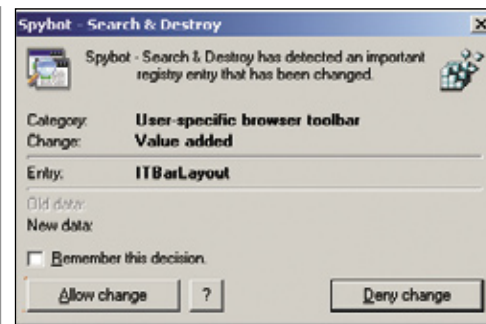 Spybot - Search & Destroy
Spybot - Search & Destroy has detected an important
registry entry that has been changed.
Category: User-specific browser toolbar
Change: Value added
Entry: ITBarLayout
Old data:
New data:
Remember this decision.
Allow change ? Deny change